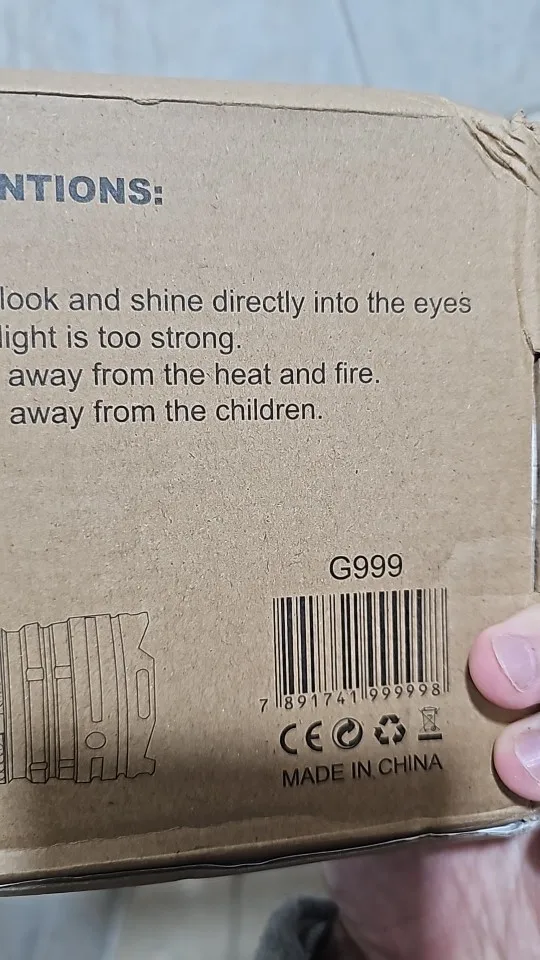 NTIONS:
look and shine directly into the eyes
light is too strong.
away from the heat and fire.
away from the children.
G999
7 891741 999998
CE
MADE IN CHINA